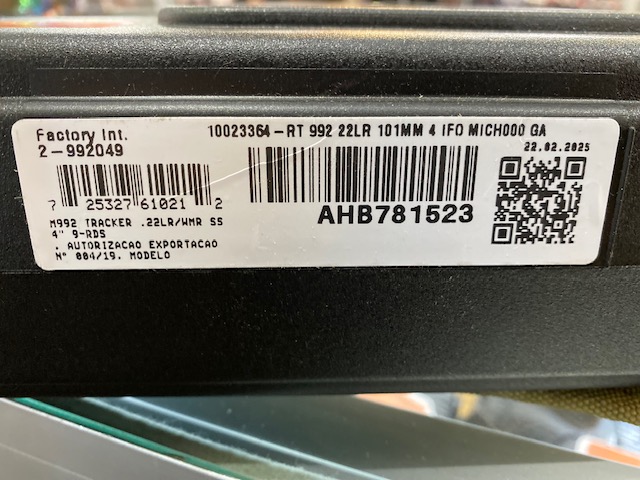 10023364-RT 992 22LR 101MM 4 IFO MICH000 GA
Factory Int.
2-992049
22.02.2025
7 25327 61021 2
AHB781523
M992 TRACKER .22LR/WMR SS
4" 9-RDS
. AUTORIZACAO EXPORTACAO
N° 004/19. MODELO